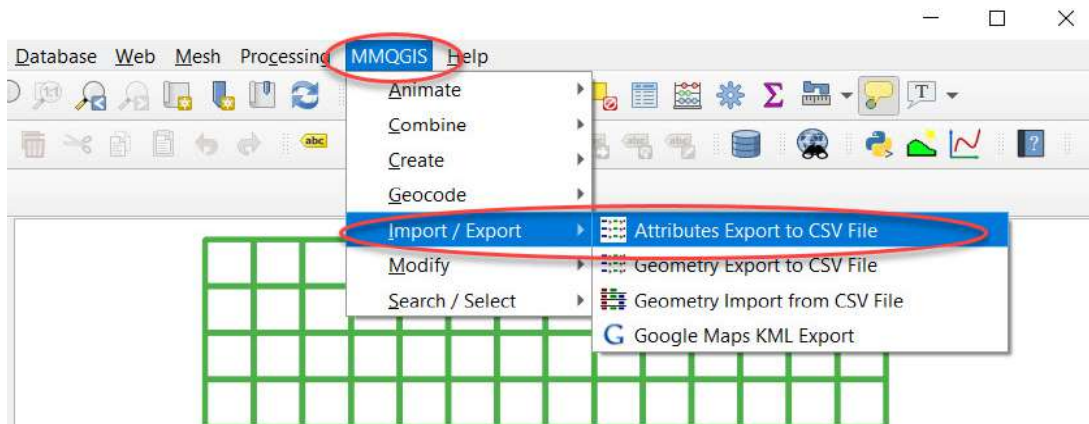 Database Web Mesh Processing MMQGIS Help
Animate
Combine
Create
Geocode
Import / Export
Modify
Search / Select
Attributes Export to CSV File
Geometry Export to CSV File
Geometry Import from CSV File
Google Maps KML Export
abc
T